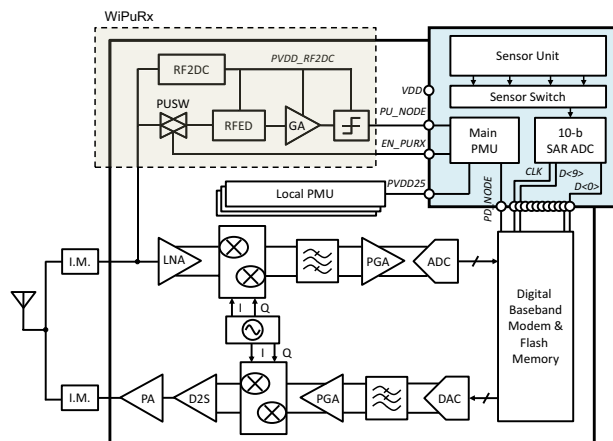 WiPuRx
RF2DC
PVDD_RF2DC
PUSW
RFED
GA
VDD
PU_NODE
EN_PURX
Sensor Unit
Sensor Switch
Main
PMU
10-b
SAR ADC
CLK
D<9>
D<0>
PD_NODE
Local PMU
PVDD25
I.M.
LNA
PGA
ADC
I
Q
I
Q
Digital
Baseband
Modem &
Flash
Memory
I.M.
PA
D2S
PGA
DAC